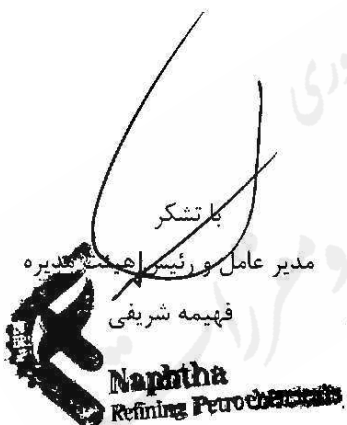 با تشکر
مدیر عامل و رئیس هیئت مدیره
فهیمه شریفی
Naphtha
Refining Petrochemicals